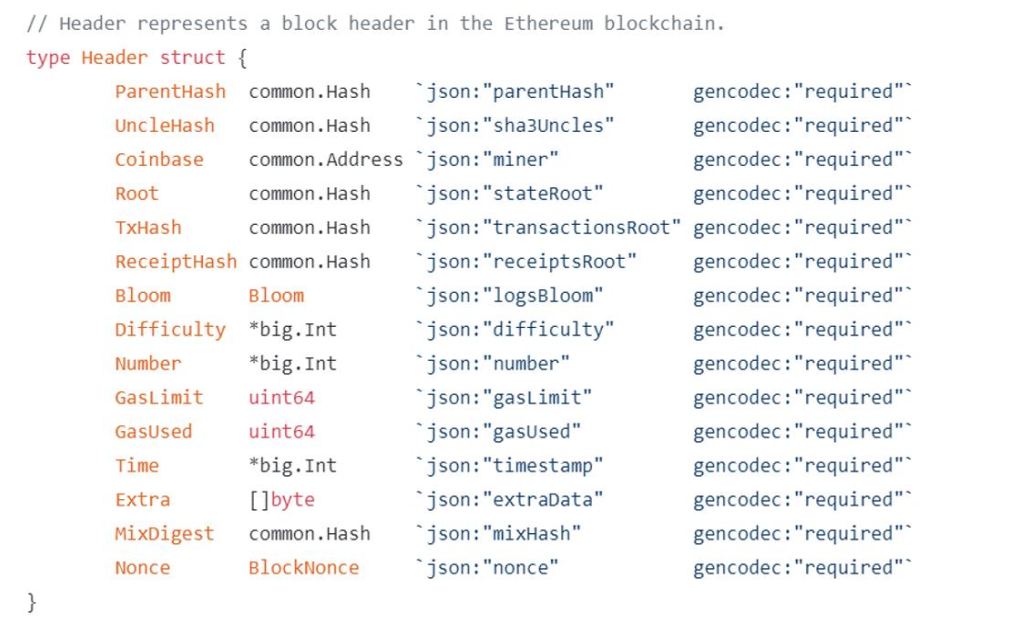 // Header represents a block header in the Ethereum blockchain.
type Header struct {
ParentHash common.Hash `json:"parentHash" gencodec:"required"`
UncleHash common.Hash `json:"sha3Uncles" gencodec:"required"`
Coinbase common.Address `json:"miner" gencodec:"required"`
Root common.Hash `json:"stateRoot" gencodec:"required"`
TxHash common.Hash `json:"transactionsRoot" gencodec:"required"`
ReceiptHash common.Hash `json:"receiptsRoot" gencodec:"required"`
Bloom Bloom `json:"logsBloom" gencodec:"required"`
Difficulty *big.Int `json:"difficulty" gencodec:"required"`
Number *big.Int `json:"number" gencodec:"required"`
GasLimit uint64 `json:"gasLimit" gencodec:"required"`
GasUsed uint64 `json:"gasUsed" gencodec:"required"`
Time *big.Int `json:"timestamp" gencodec:"required"`
Extra []byte `json:"extraData" gencodec:"required"`
MixDigest common.Hash `json:"mixHash" gencodec:"required"`
Nonce BlockNonce `json:"nonce" gencodec:"required"`
}